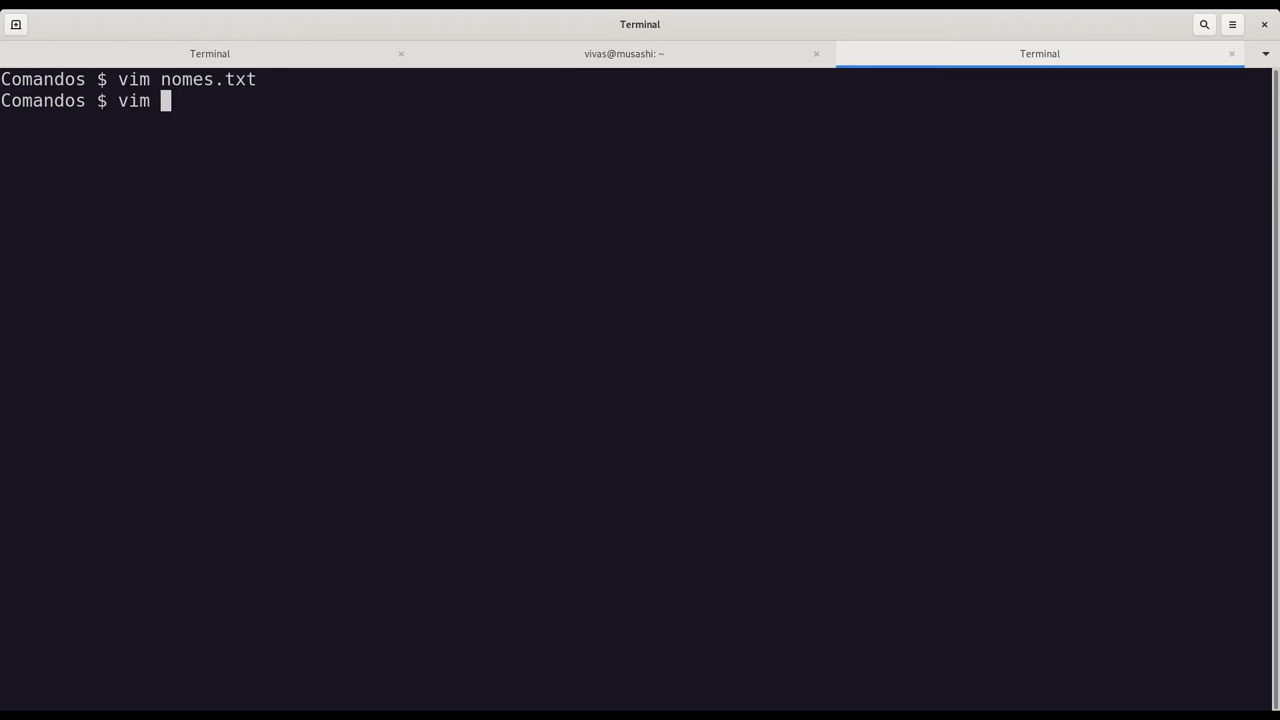 Terminal
Terminal
vivas@musashi: ~
Terminal
Comandos $ vim nomes.txt
Comandos $ vim